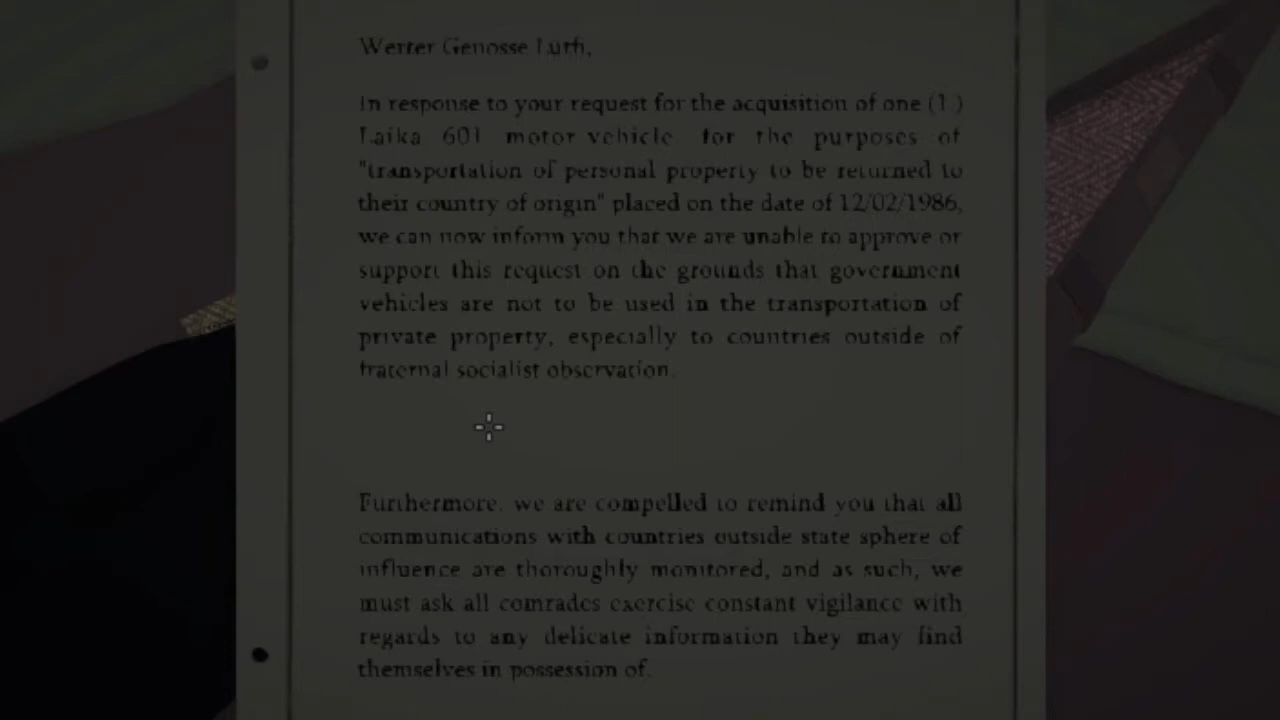 Werter Genosse Luth,
In response to your request for the acquisition of one (1.)
Laika 601 motor vehicle for the purposes of
"transportation of personal property to be returned to
their country of origin" placed on the date of 12/02/1986,
we can now inform you that we are unable to approve or
support this request on the grounds that government
vehicles are not to be used in the transportation of
private property, especially to countries outside of
fraternal socialist observation.
Furthermore, we are compelled to remind you that all
communications with countries outside state sphere of
influence are thoroughly monitored, and as such, we
must ask all comrades exercise constant vigilance with
regards to any delicate information they may find
themselves in possession of.